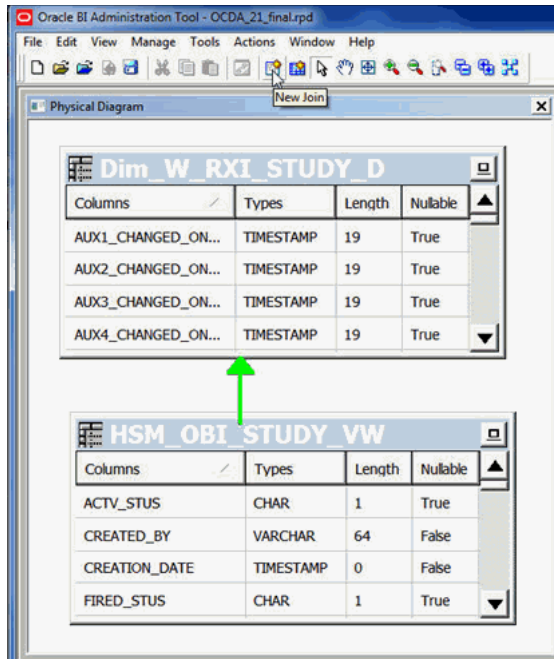 Oracle BI Administration Tool - OCDA_21_final.rpd
File Edit View Manage Tools Actions Window Help
New Join
Physical Diagram
Dim_W_RXI_STUDY_D
Columns Types Length Nullable
AUX1_CHANGED_ON... TIMESTAMP 19 True
AUX2_CHANGED_ON... TIMESTAMP 19 True
AUX3_CHANGED_ON... TIMESTAMP 19 True
AUX4_CHANGED_ON... TIMESTAMP 19 True
HSM_OBI_STUDY_VW
Columns Types Length Nullable
ACTV_STUS CHAR 1 True
CREATED_BY VARCHAR 64 False
CREATION_DATE TIMESTAMP 0 False
FIRED_STUS CHAR 1 True